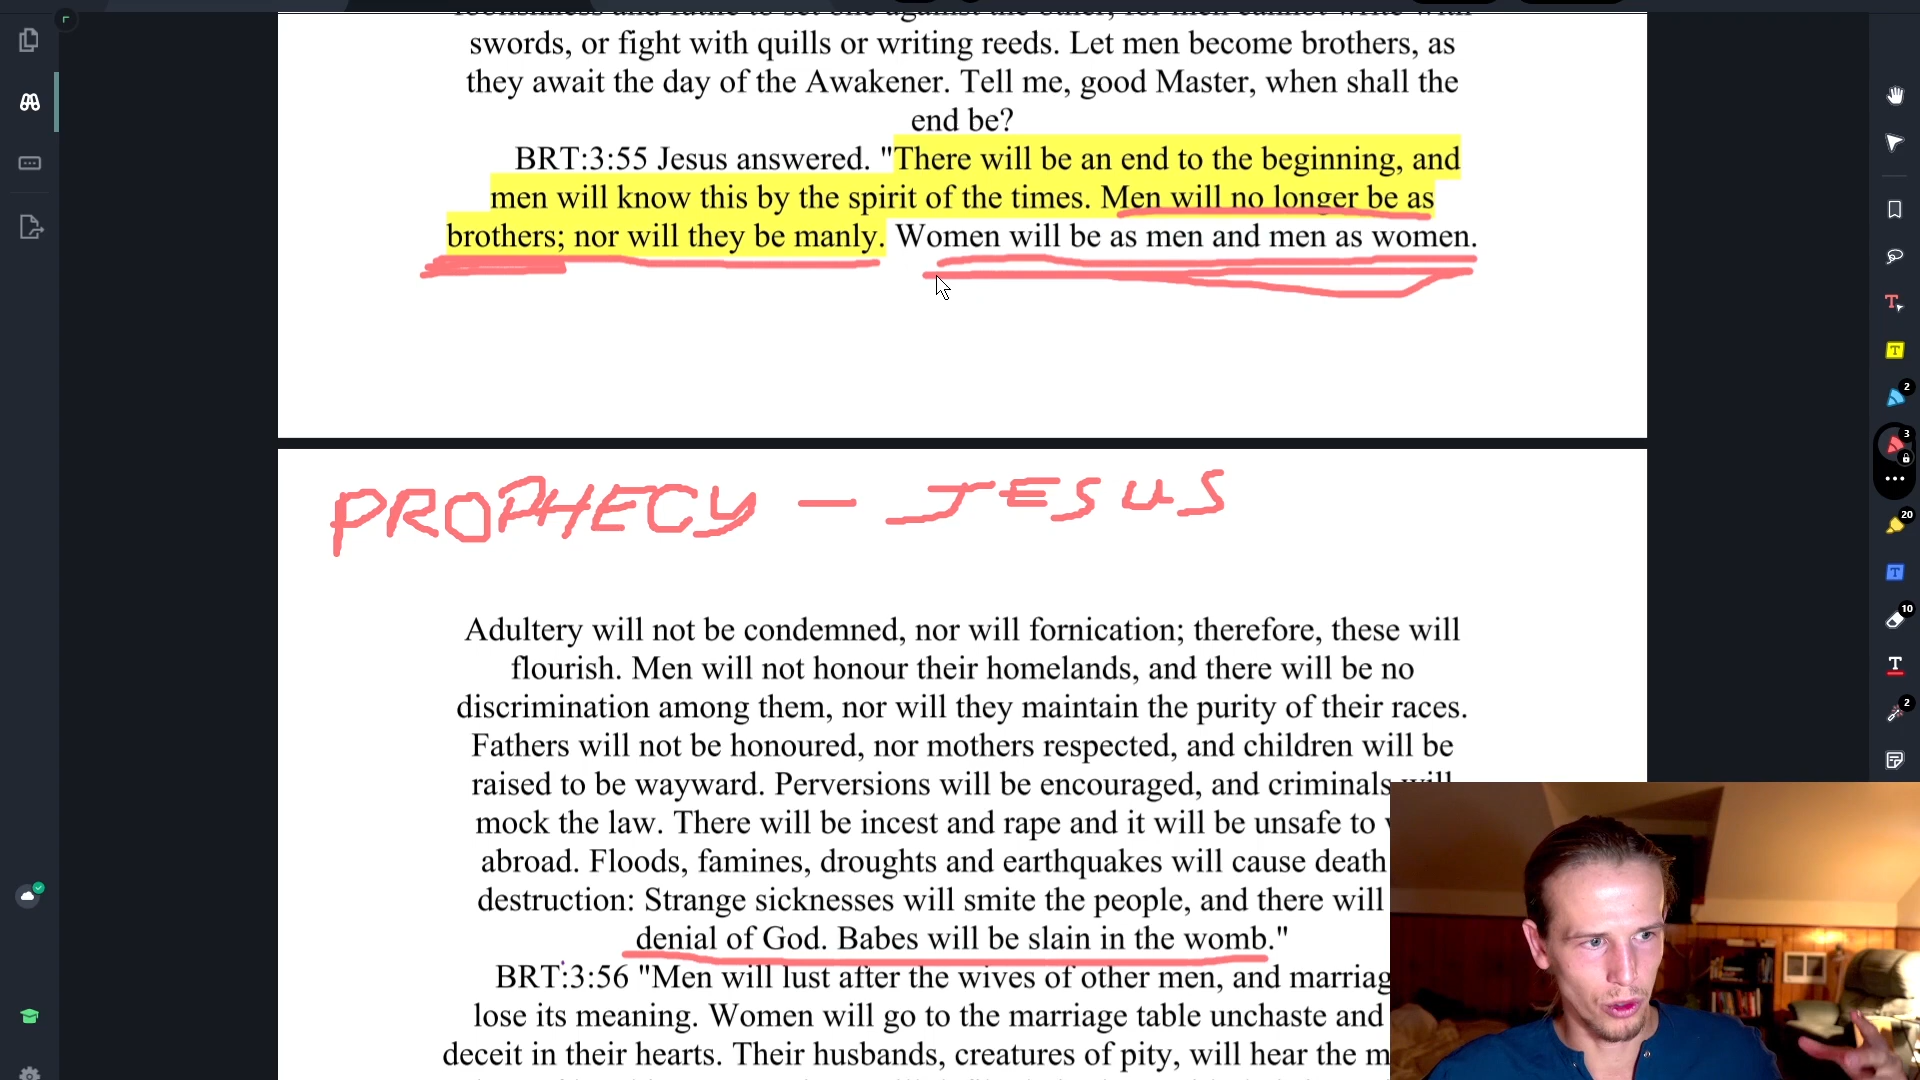 swords, or fight with quills or writing reeds. Let men become brothers, as
they await the day of the Awakener. Tell me, good Master, when shall the
end be?
BRT:3:55 Jesus answered. "There will be an end to the beginning, and
men will know this by the spirit of the times. Men will no longer be as
brothers; nor will they be manly. Women will be as men and men as women.
PROPHECY - JESUS
Adultery will not be condemned, nor will fornication; therefore, these will
flourish. Men will not honour their homelands, and there will be no
discrimination among them, nor will they maintain the purity of their races.
Fathers will not be honoured, nor mothers respected, and children will be
raised to be wayward. Perversions will be encouraged, and criminals will
mock the law. There will be incest and rape and it will be unsafe to
abroad. Floods, famines, droughts and earthquakes will cause death
destruction: Strange sicknesses will smite the people, and there will
denial of God. Babes will be slain in the womb."
BRT:3:56 "Men will lust after the wives of other men, and
lose its meaning. Women will go to the marriage table unchaste and
deceit in their hearts. Their husbands, creatures of pity, will hear the
2
3
20
10
2